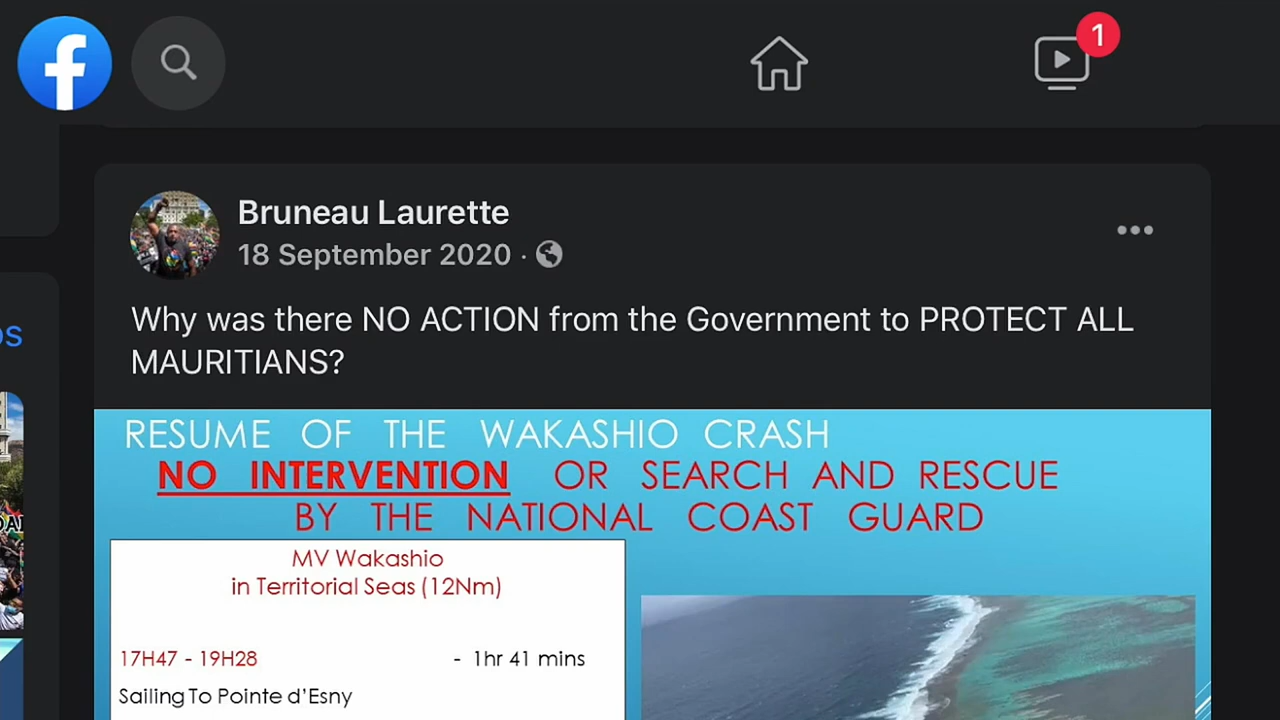 1
Bruneau Laurette
18 September 2020 ·
Why was there NO ACTION from the Government to PROTECT ALL
MAURITIANS?
RESUME OF THE WAKASHIO CRASH
NO INTERVENTION OR SEARCH AND RESCUE
BY THE NATIONAL COAST GUARD
MV Wakashio
in Territorial Seas (12Nm)
17H47 - 19H28 - 1hr 41 mins
Sailing To Pointe d'Esny